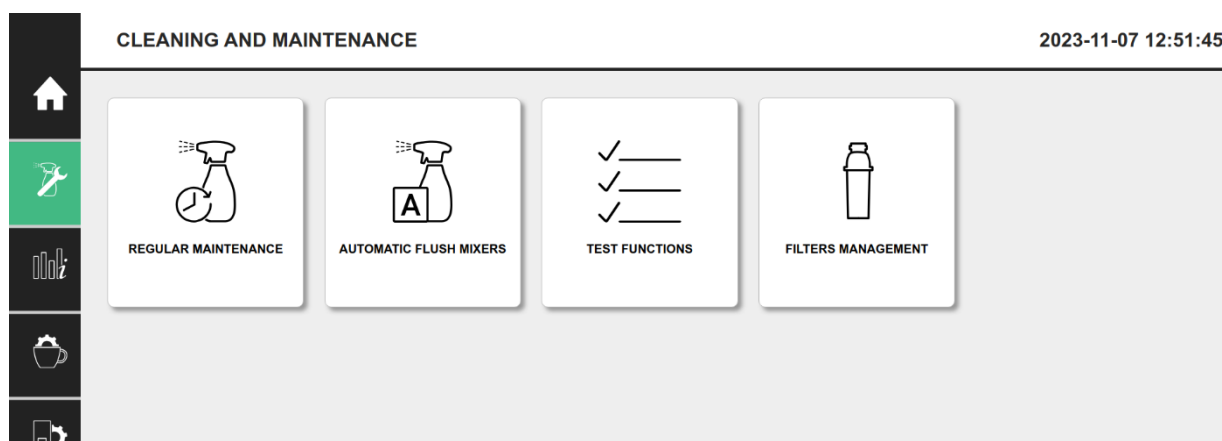 CLEANING AND MAINTENANCE
2023-11-07 12:51:45
i
A
REGULAR MAINTENANCE
AUTOMATIC FLUSH MIXERS
TEST FUNCTIONS
FILTERS MANAGEMENT